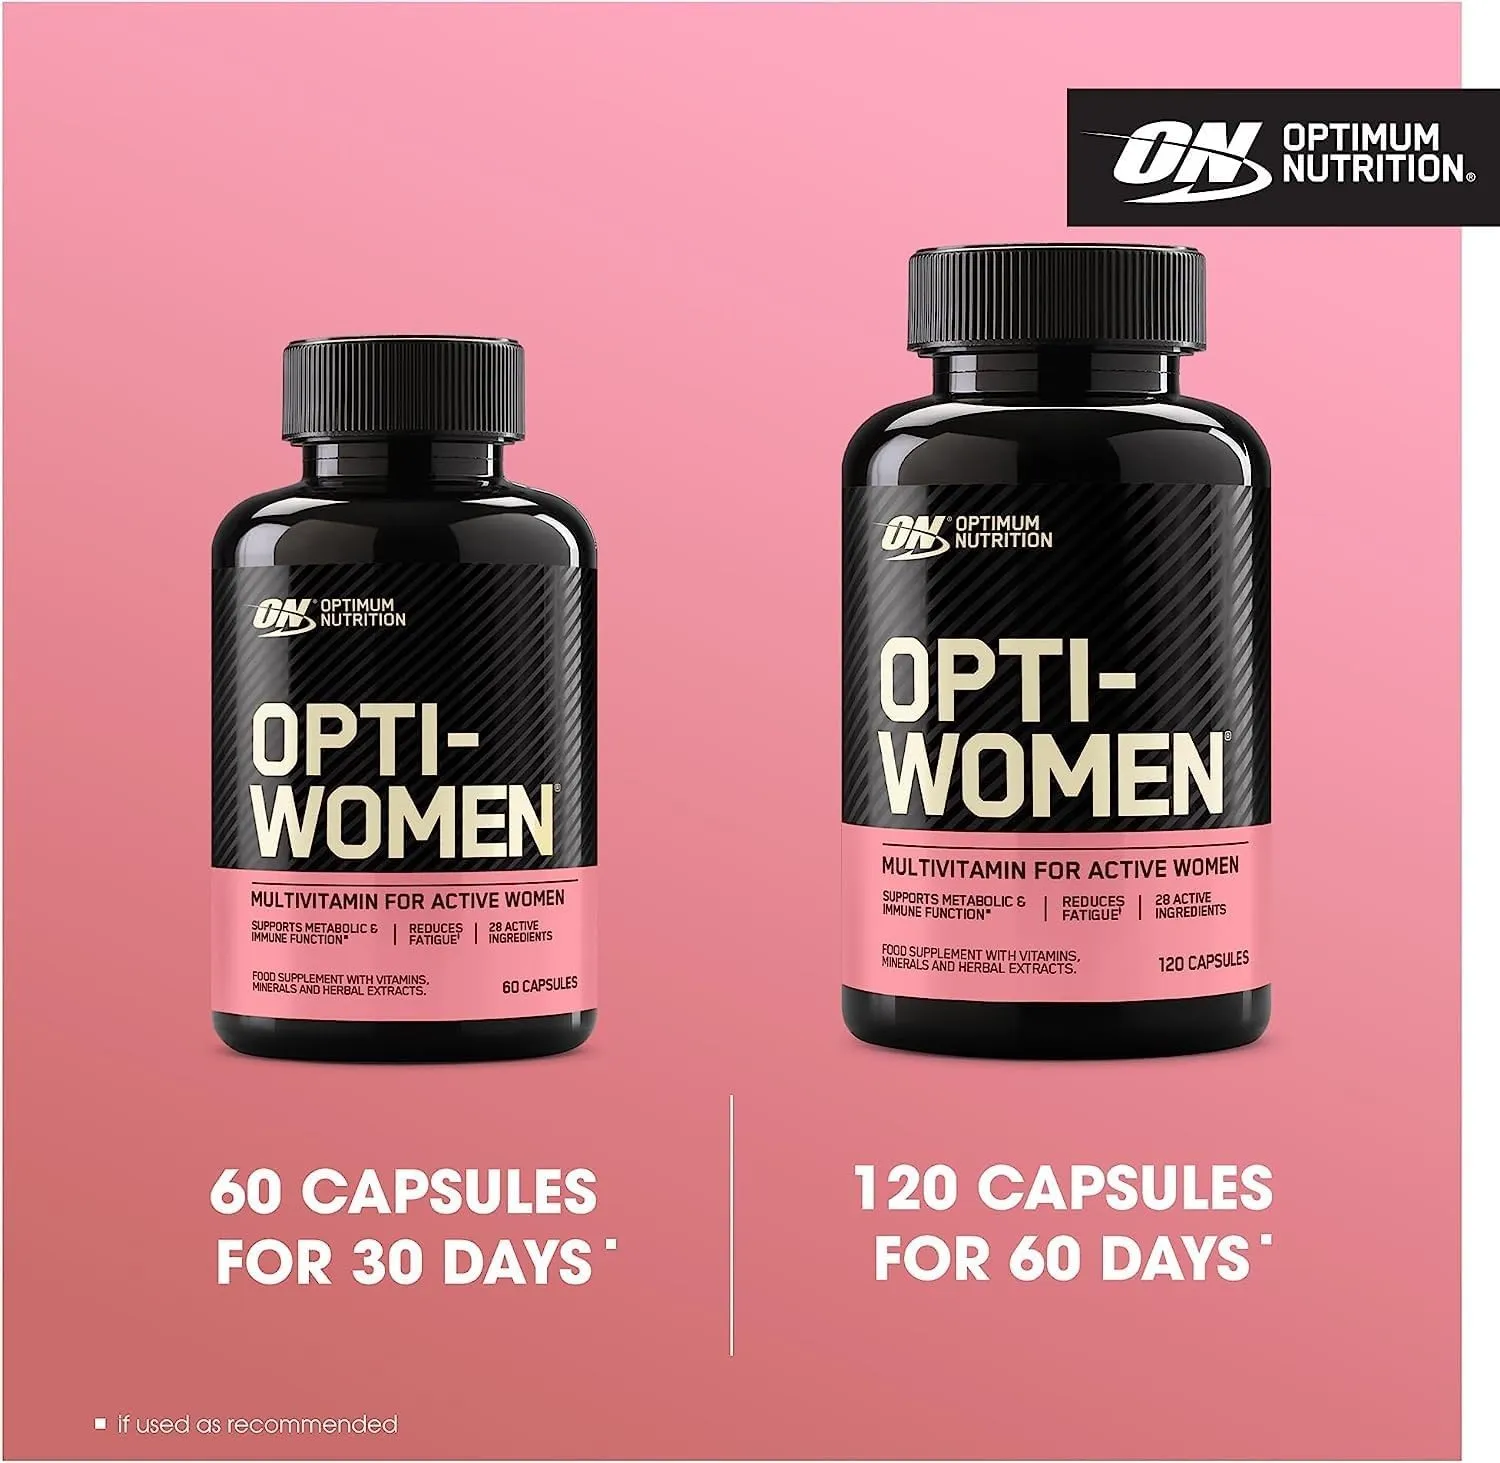 ON OPTIMUM
NUTRITION®
ON® OPTIMUM
NUTRITION
OPTI-
WOMEN®
MULTIVITAMIN FOR ACTIVE WOMEN
SUPPORTS METABOLIC &
IMMUNE FUNCTION■
REDUCES
FATIGUE†
28 ACTIVE
INGREDIENTS
FOOD SUPPLEMENT WITH VITAMINS,
MINERALS AND HERBAL EXTRACTS.
60 CAPSULES
ON® OPTIMUM
NUTRITION
OPTI-
WOMEN®
MULTIVITAMIN FOR ACTIVE WOMEN
SUPPORTS METABOLIC &
IMMUNE FUNCTION■
REDUCES
FATIGUE†
28 ACTIVE
INGREDIENTS
FOOD SUPPLEMENT WITH VITAMINS,
MINERALS AND HERBAL EXTRACTS.
120 CAPSULES
60 CAPSULES
FOR 30 DAYS▪
120 CAPSULES
FOR 60 DAYS▪
▪ if used as recommended